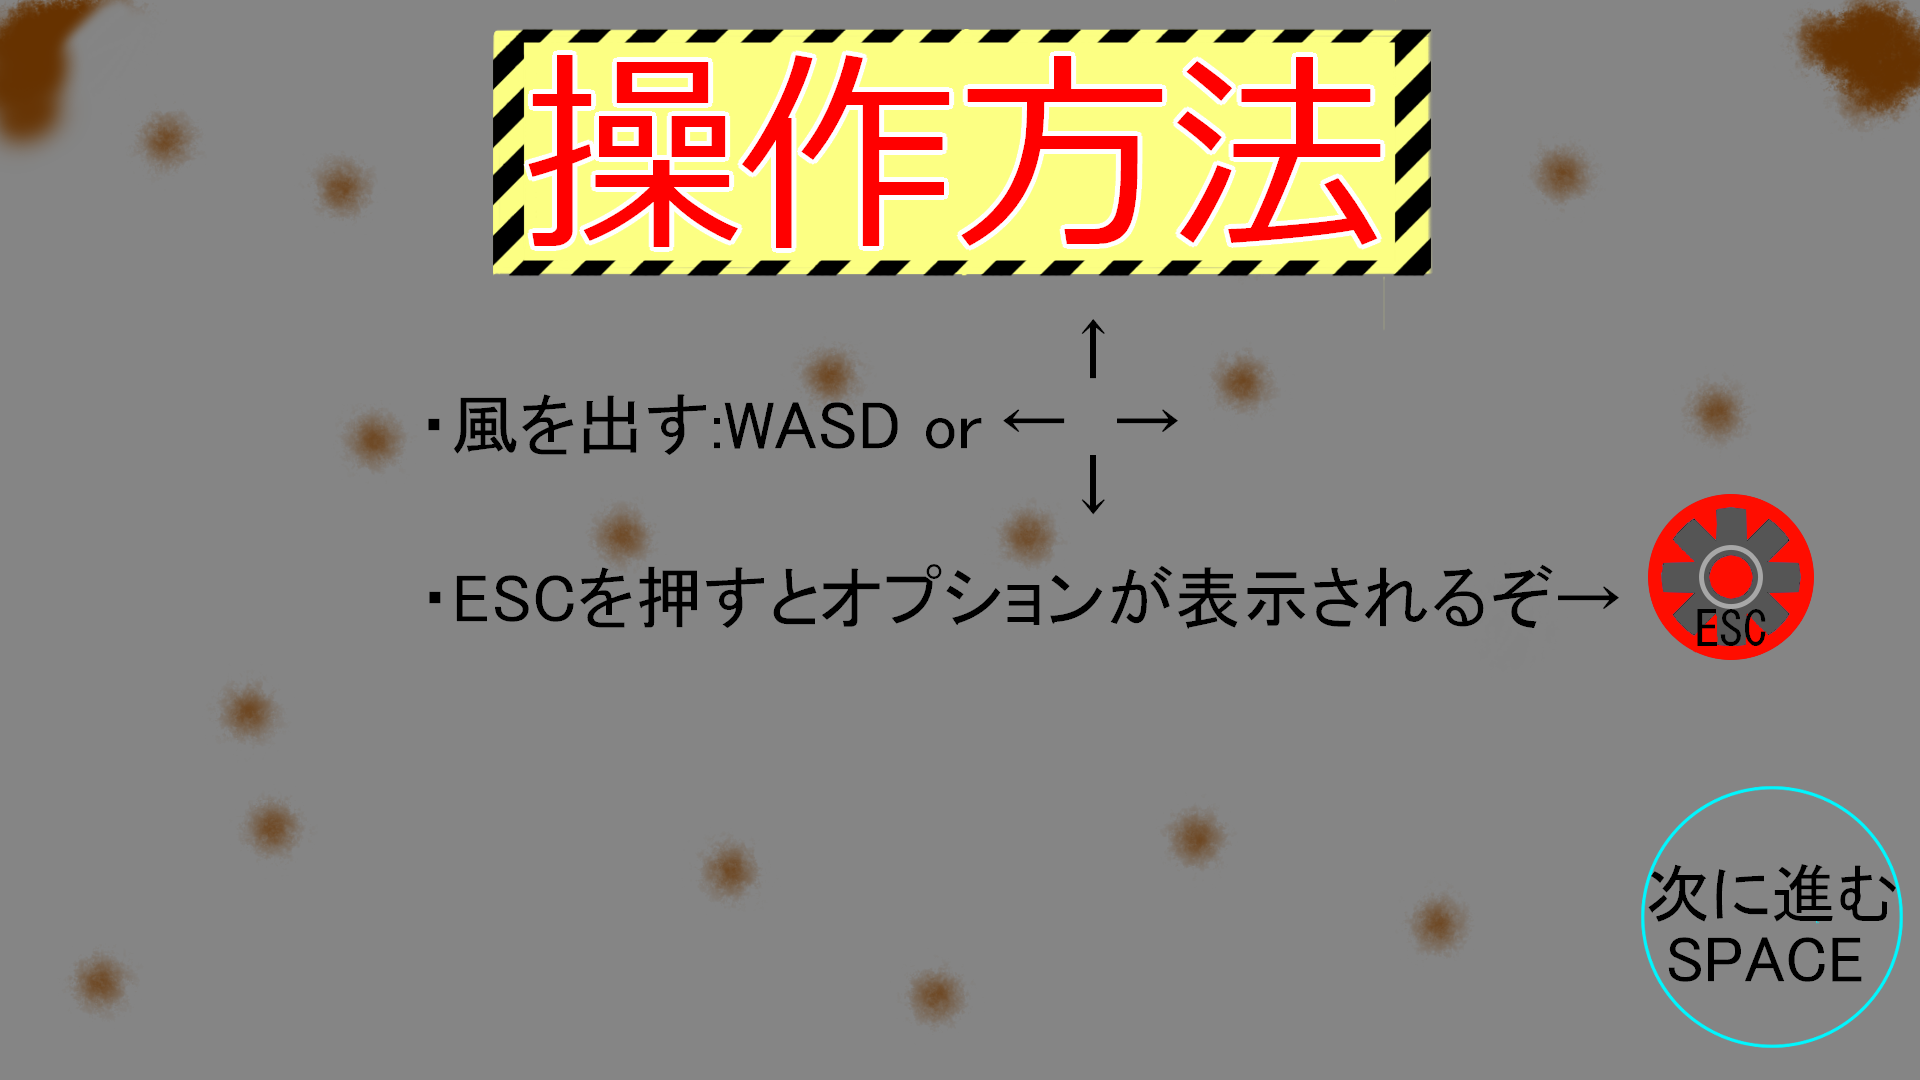 操作方法
・風を出す:WASD or ↑←→↓
・ESCを押すとオプションが表示されるぞ→
ESC
次に進む
SPACE